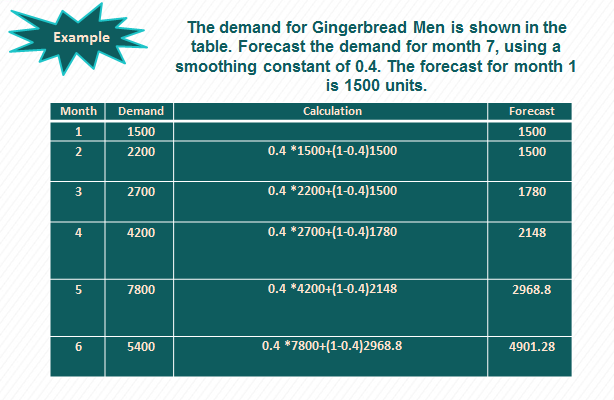 Example
The demand for Gingerbread Men is shown in the
table. Forecast the demand for month 7, using a
smoothing constant of 0.4. The forecast for month 1
is 1500 units.
Month Demand Calculation Forecast
1 1500 1500
2 2200 0.4 *1500+(1-0.4)1500 1500
3 2700 0.4 *2200+(1-0.4)1500 1780
4 4200 0.4 *2700+(1-0.4)1780 2148
5 7800 0.4 *4200+(1-0.4)2148 2968.8
6 5400 0.4 *7800+(1-0.4)2968.8 4901.28